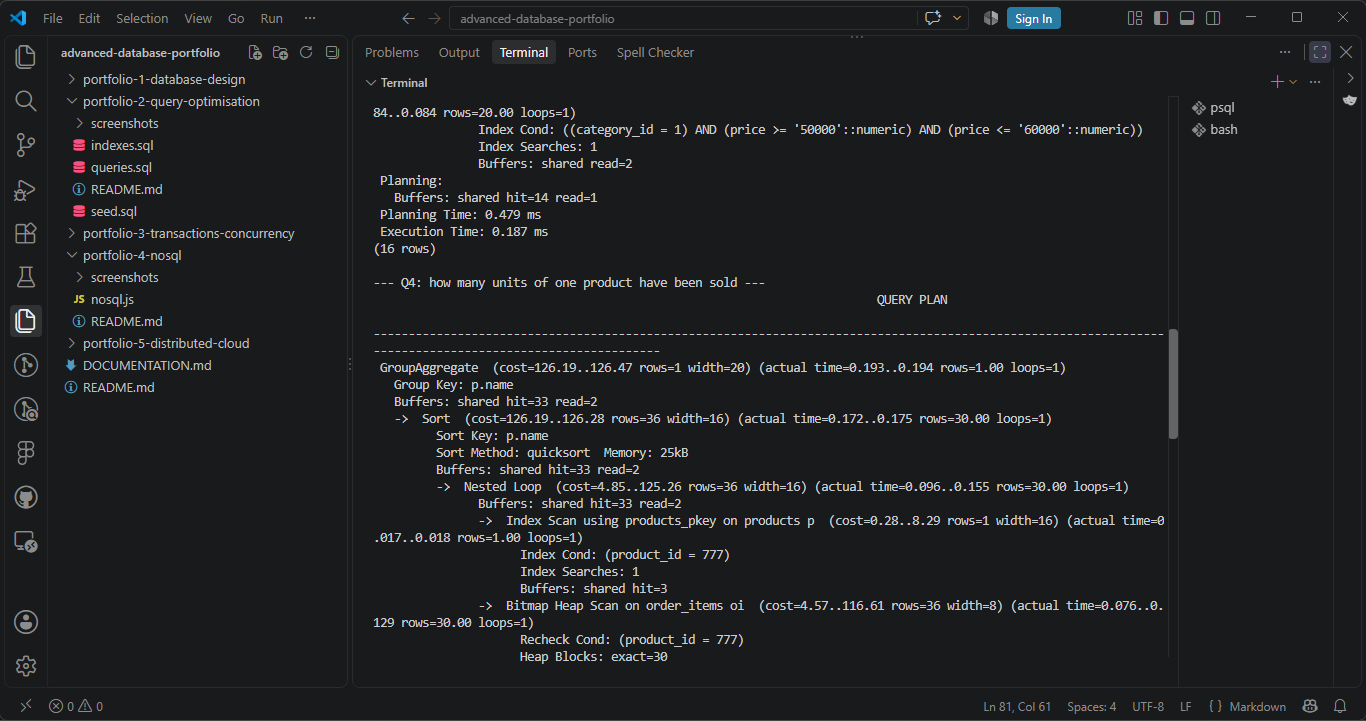 File Edit Selection View Go Run ···
advanced-database-portfolio
Sign In
advanced-database-portfolio
portfolio-1-database-design
portfolio-2-query-optimisation
screenshots
indexes.sql
queries.sql
README.md
seed.sql
portfolio-3-transactions-concurrency
portfolio-4-nosql
screenshots
JS nosql.js
README.md
portfolio-5-distributed-cloud
DOCUMENTATION.md
README.md
Problems Output Terminal Ports Spell Checker
Terminal
84..0.084 rows=20.00 loops=1)
Index Cond: ((category_id = 1) AND (price >= '50000'::numeric) AND (price <= '60000'::numeric))
Index Searches: 1
Buffers: shared read=2
Planning:
Buffers: shared hit=14 read=1
Planning Time: 0.479 ms
Execution Time: 0.187 ms
(16 rows)
--- Q4: how many units of one product have been sold ---
QUERY PLAN
-----------------------------------------------------------------------------------------------------------------
-----------------------------------------
GroupAggregate  (cost=126.19..126.47 rows=1 width=20) (actual time=0.193..0.194 rows=1.00 loops=1)
Group Key: p.name
Buffers: shared hit=33 read=2
->  Sort  (cost=126.19..126.28 rows=36 width=16) (actual time=0.172..0.175 rows=30.00 loops=1)
Sort Key: p.name
Sort Method: quicksort  Memory: 25kB
Buffers: shared hit=33 read=2
->  Nested Loop  (cost=4.85..125.26 rows=36 width=16) (actual time=0.096..0.155 rows=30.00 loops=1)
Buffers: shared hit=33 read=2
->  Index Scan using products_pkey on products p  (cost=0.28..8.29 rows=1 width=16) (actual time=0
.017..0.018 rows=1.00 loops=1)
Index Cond: (product_id = 777)
Index Searches: 1
Buffers: shared hit=3
->  Bitmap Heap Scan on order_items oi  (cost=4.57..116.61 rows=36 width=8) (actual time=0.076..0.
129 rows=30.00 loops=1)
Recheck Cond: (product_id = 777)
Heap Blocks: exact=30
psql
bash
0 0
Ln 81, Col 61 Spaces: 4 UTF-8 LF {} Markdown